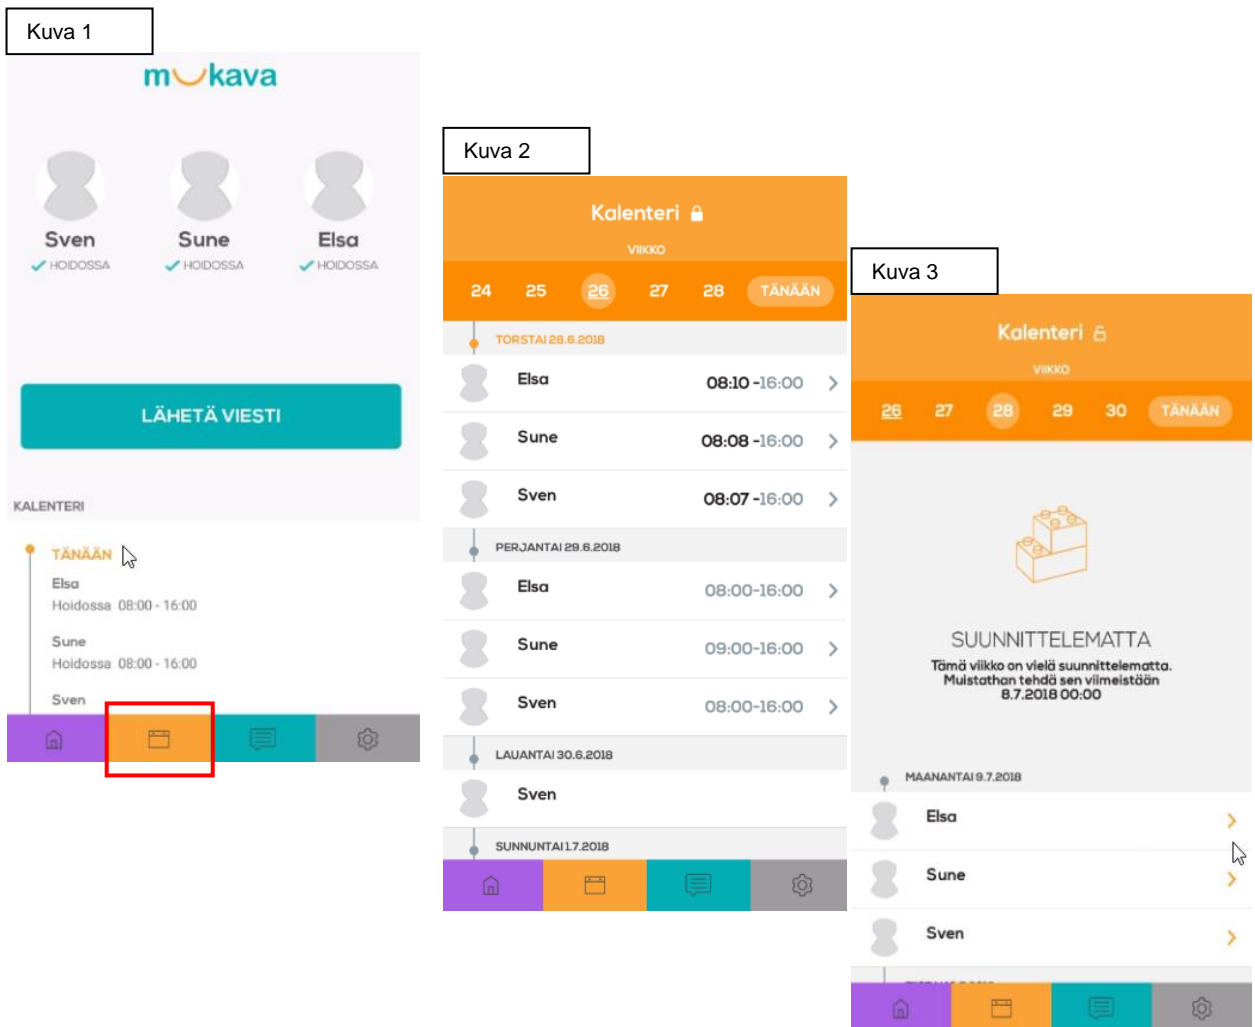 Kuva 1
mukava
Sven
Sune
Elsa
HOIDOSSA
HOIDOSSA
HOIDOSSA
LÄHETÄ VIESTI
KALENTERI
TÄNÄÄN
Elsa
Hoidossa 08:00 - 16:00
Sune
Hoidossa 08:00 - 16:00
Sven
Kuva 2
Kalenteri
VIIKKO
24 25 26 27 28 TÄNÄÄN
TORSTAI 28.6.2018
Elsa 08:10 -16:00
Sune 08:08 -16:00
Sven 08:07 -16:00
PERJANTAI 29.6.2018
Elsa 08:00-16:00
Sune 09:00-16:00
Sven 08:00-16:00
LAUANTAI 30.6.2018
Sven
SUNNUNTAI 1.7.2018
Kuva 3
Kalenteri
VIIKKO
26 27 28 29 30 TÄNÄÄN
SUUNNITTELEMATTA
Tämä viikko on vielä suunnittelematta.
Muistathan tehdä sen viimeistään
8.7.2018 00:00
MAANANTAI 9.7.2018
Elsa
Sune
Sven